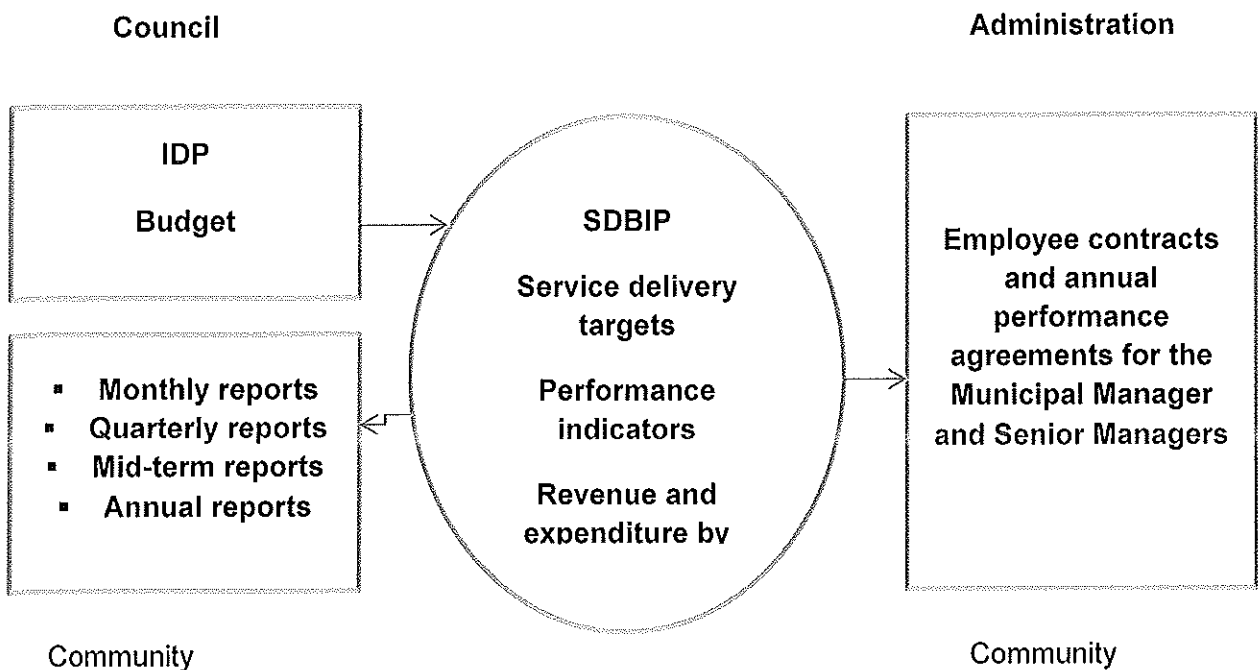 Council
Administration
IDP
Budget
Monthly reports
Quarterly reports
Mid-term reports
Annual reports
SDBIP
Service delivery
targets
Performance
indicators
Revenue and
expenditure by
Employee contracts
and annual
performance
agreements for the
Municipal Manager
and Senior Managers
Community
Community